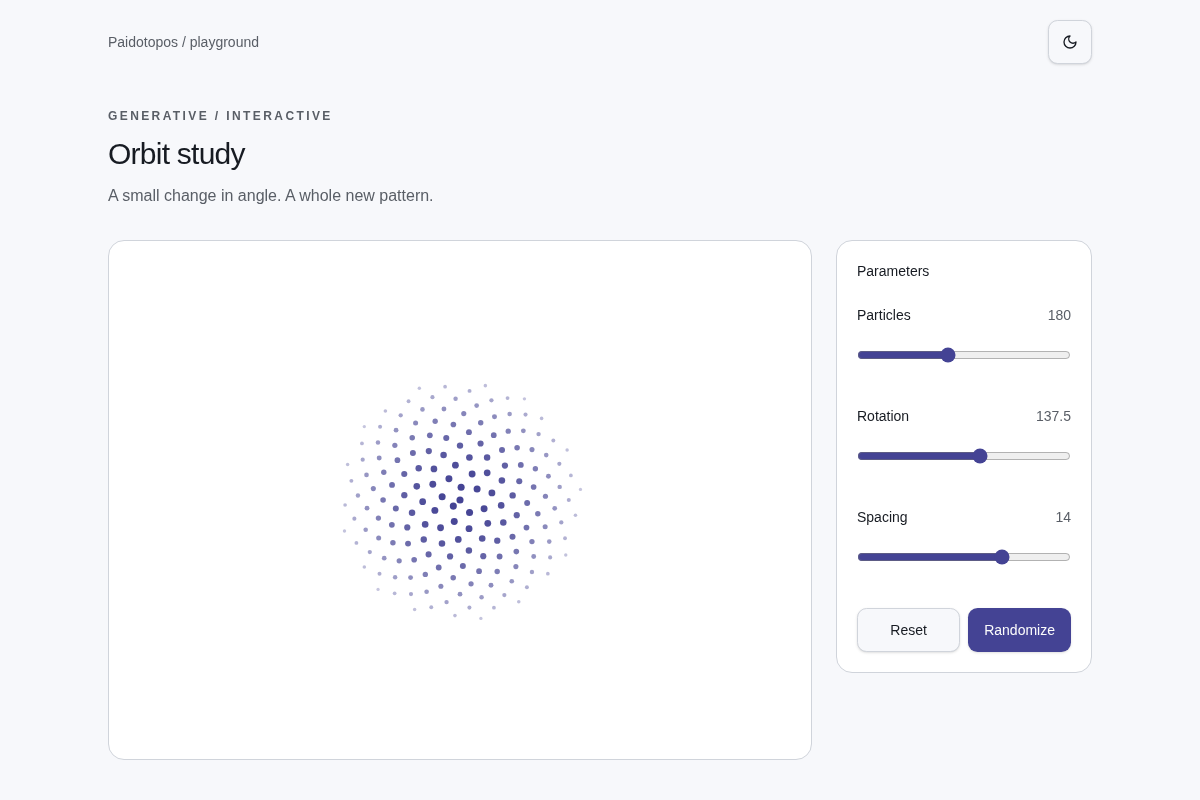 Paidotopos / playground
GENERATIVE / INTERACTIVE
Orbit study
A small change in angle. A whole new pattern.
Parameters
Particles 180
Rotation 137.5
Spacing 14
Reset Randomize